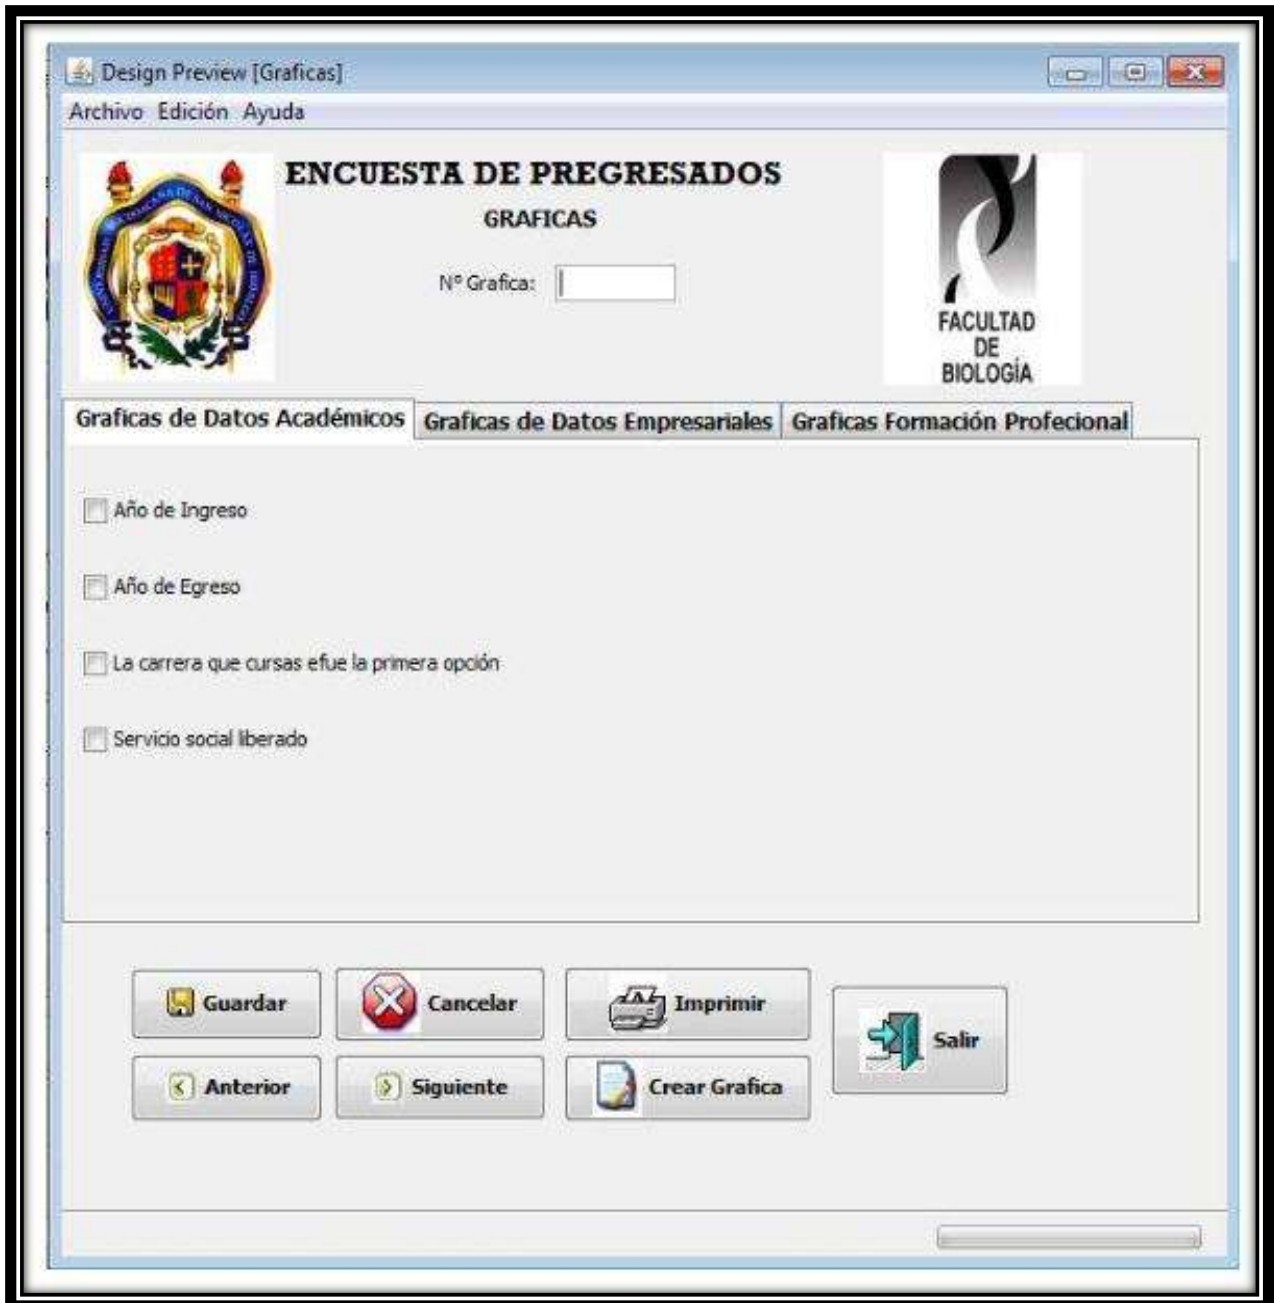 Design Preview [Graficas]
Archivo Edición Ayuda
ENCUESTA DE PREGRESADOS
GRAFICAS
Nº Grafica:
FACULTAD
DE
BIOLOGÍA
Graficas de Datos Académicos Graficas de Datos Empresariales Graficas Formación Profecional
Año de Ingreso
Año de Egreso
La carrera que cursas efue la primera opción
Servicio social liberado
Guardar Cancelar Imprimir Salir
Anterior Siguiente Crear Grafica